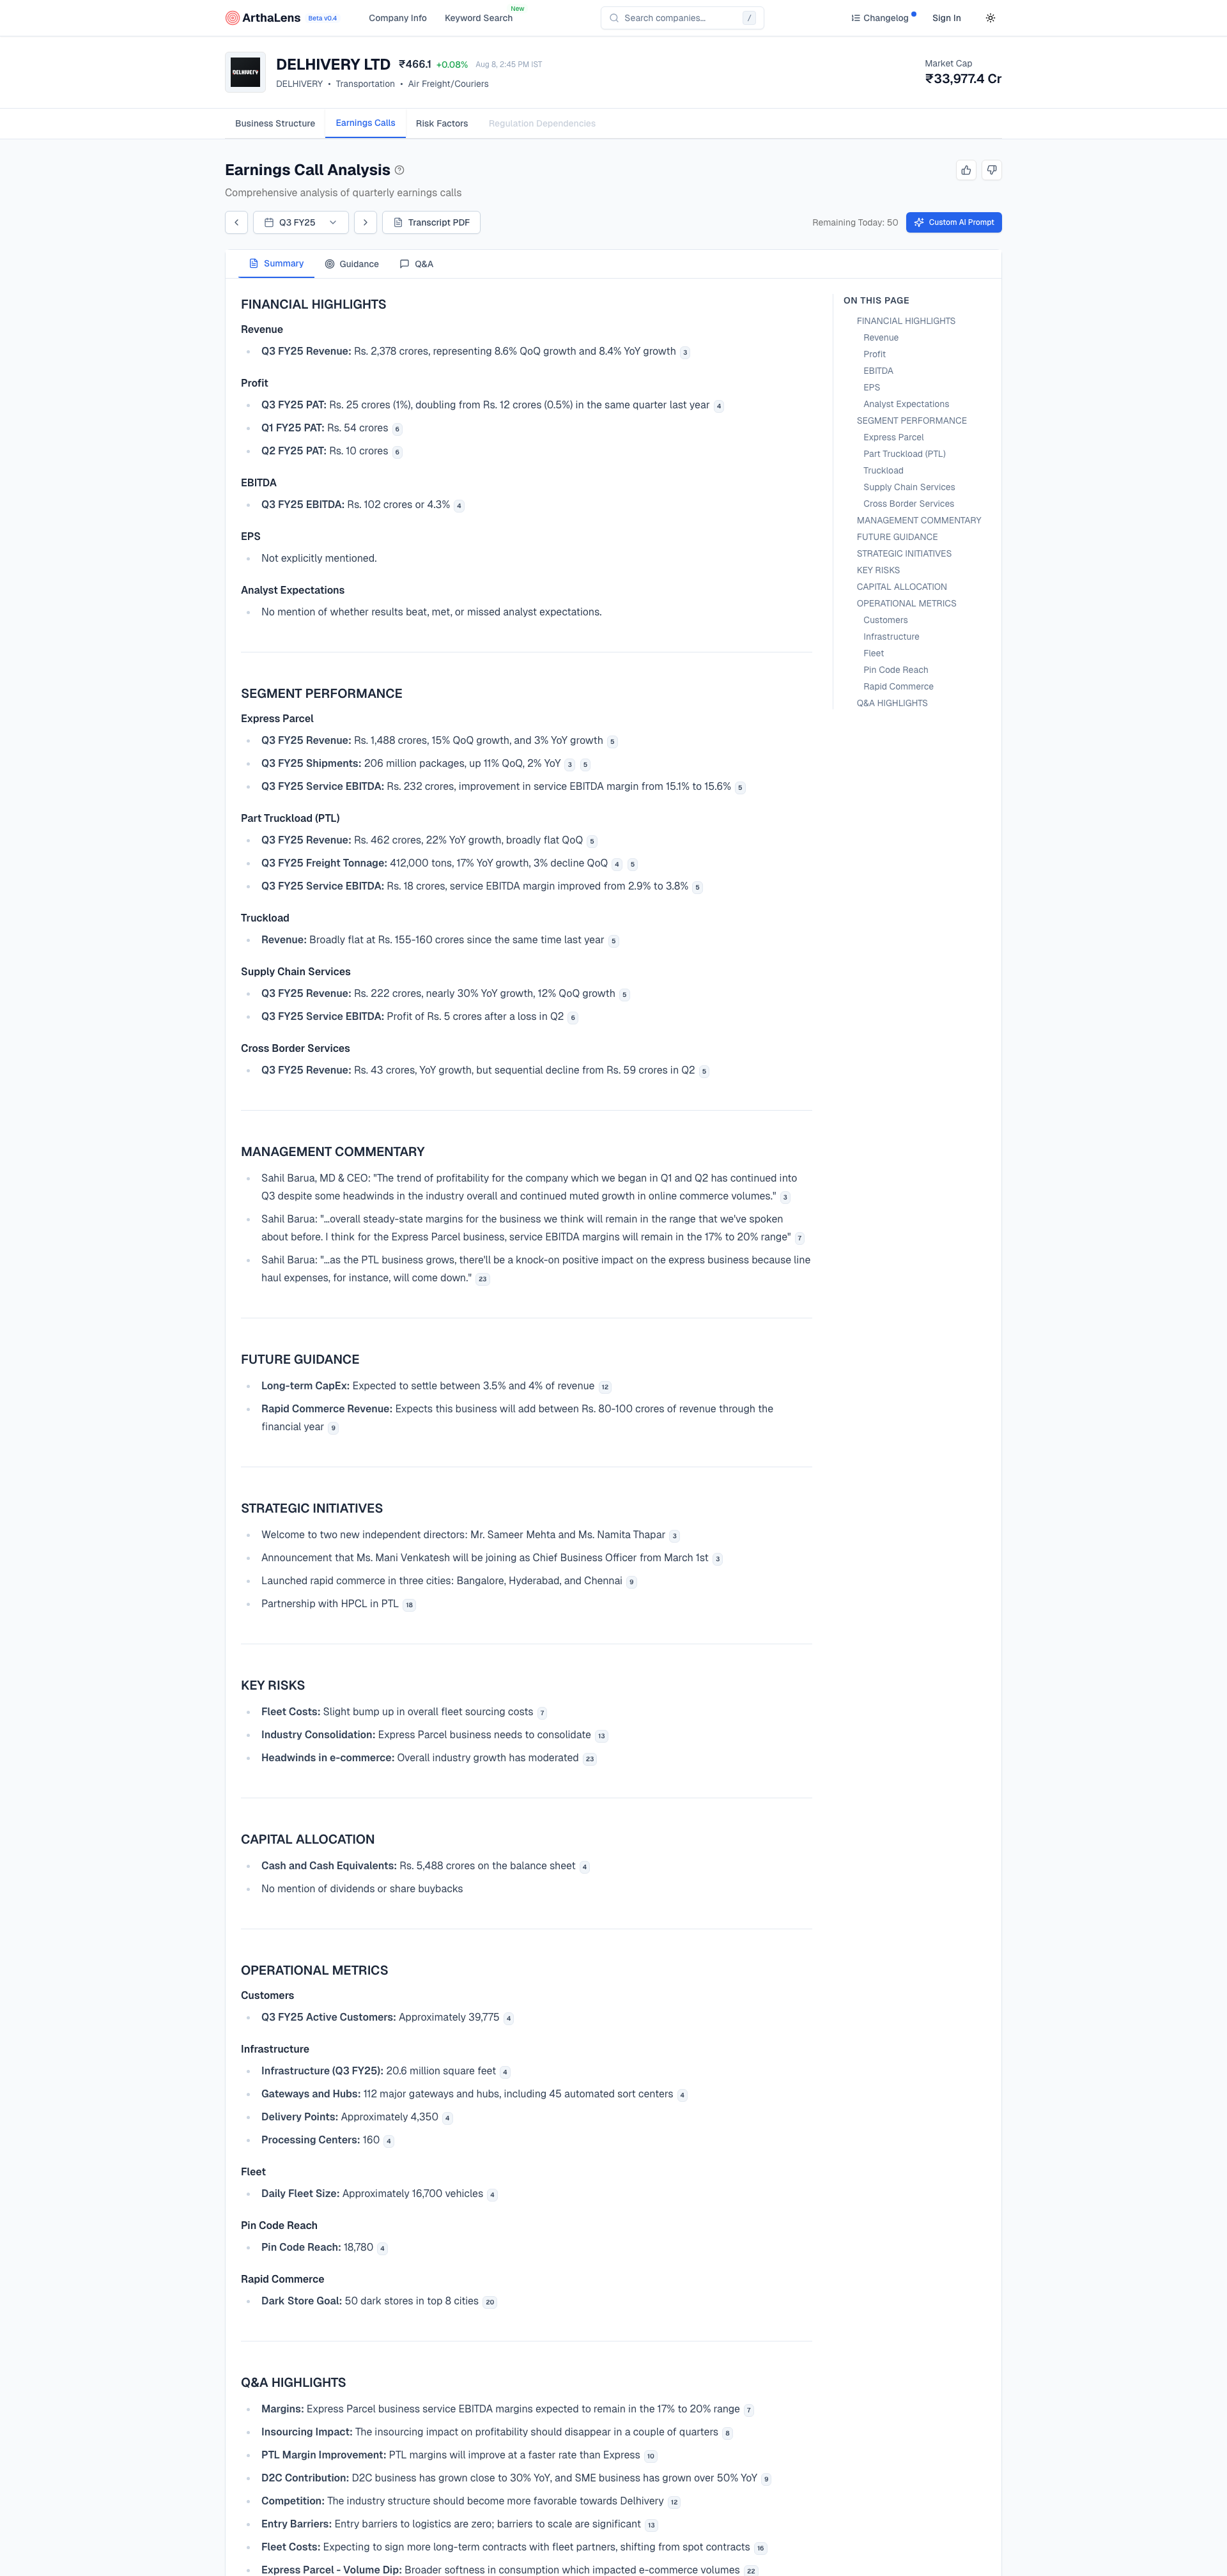 ArthaLens Beta v0.4 Company Info Keyword Search New Search companies... / Changelog Sign In
DELHIVERY
DELHIVERY LTD ₹466.1 +0.08% Aug 8, 2:45 PM IST
DELHIVERY • Transportation • Air Freight/Couriers
Market Cap
₹33,977.4 Cr
Business Structure Earnings Calls Risk Factors Regulation Dependencies
Earnings Call Analysis
Comprehensive analysis of quarterly earnings calls
Q3 FY25 Transcript PDF Remaining Today: 50 Custom AI Prompt
Summary Guidance Q&A
FINANCIAL HIGHLIGHTS
Revenue
Q3 FY25 Revenue: Rs. 2,378 crores, representing 8.6% QoQ growth and 8.4% YoY growth 3
Profit
Q3 FY25 PAT: Rs. 25 crores (1%), doubling from Rs. 12 crores (0.5%) in the same quarter last year 4
Q1 FY25 PAT: Rs. 54 crores 6
Q2 FY25 PAT: Rs. 10 crores 6
EBITDA
Q3 FY25 EBITDA: Rs. 102 crores or 4.3% 4
EPS
Not explicitly mentioned.
Analyst Expectations
No mention of whether results beat, met, or missed analyst expectations.
SEGMENT PERFORMANCE
Express Parcel
Q3 FY25 Revenue: Rs. 1,488 crores, 15% QoQ growth, and 3% YoY growth 5
Q3 FY25 Shipments: 206 million packages, up 11% QoQ, 2% YoY 3 5
Q3 FY25 Service EBITDA: Rs. 232 crores, improvement in service EBITDA margin from 15.1% to 15.6% 5
Part Truckload (PTL)
Q3 FY25 Revenue: Rs. 462 crores, 22% YoY growth, broadly flat QoQ 5
Q3 FY25 Freight Tonnage: 412,000 tons, 17% YoY growth, 3% decline QoQ 4 5
Q3 FY25 Service EBITDA: Rs. 18 crores, service EBITDA margin improved from 2.9% to 3.8% 5
Truckload
Revenue: Broadly flat at Rs. 155-160 crores since the same time last year 5
Supply Chain Services
Q3 FY25 Revenue: Rs. 222 crores, nearly 30% YoY growth, 12% QoQ growth 5
Q3 FY25 Service EBITDA: Profit of Rs. 5 crores after a loss in Q2 6
Cross Border Services
Q3 FY25 Revenue: Rs. 43 crores, YoY growth, but sequential decline from Rs. 59 crores in Q2 5
MANAGEMENT COMMENTARY
Sahil Barua, MD & CEO: "The trend of profitability for the company which we began in Q1 and Q2 has continued into
Q3 despite some headwinds in the industry overall and continued muted growth in online commerce volumes." 3
Sahil Barua: "...overall steady-state margins for the business we think will remain in the range that we've spoken
about before. I think for the Express Parcel business, service EBITDA margins will remain in the 17% to 20% range" 7
Sahil Barua: "...as the PTL business grows, there'll be a knock-on positive impact on the express business because line
haul expenses, for instance, will come down." 23
FUTURE GUIDANCE
Long-term CapEx: Expected to settle between 3.5% and 4% of revenue 12
Rapid Commerce Revenue: Expects this business will add between Rs. 80-100 crores of revenue through the
financial year 9
STRATEGIC INITIATIVES
Welcome to two new independent directors: Mr. Sameer Mehta and Ms. Namita Thapar 3
Announcement that Ms. Mani Venkatesh will be joining as Chief Business Officer from March 1st 3
Launched rapid commerce in three cities: Bangalore, Hyderabad, and Chennai 9
Partnership with HPCL in PTL 18
KEY RISKS
Fleet Costs: Slight bump up in overall fleet sourcing costs 7
Industry Consolidation: Express Parcel business needs to consolidate 13
Headwinds in e-commerce: Overall industry growth has moderated 23
CAPITAL ALLOCATION
Cash and Cash Equivalents: Rs. 5,488 crores on the balance sheet 4
No mention of dividends or share buybacks
OPERATIONAL METRICS
Customers
Q3 FY25 Active Customers: Approximately 39,775 4
Infrastructure
Infrastructure (Q3 FY25): 20.6 million square feet 4
Gateways and Hubs: 112 major gateways and hubs, including 45 automated sort centers 4
Delivery Points: Approximately 4,350 4
Processing Centers: 160 4
Fleet
Daily Fleet Size: Approximately 16,700 vehicles 4
Pin Code Reach
Pin Code Reach: 18,780 4
Rapid Commerce
Dark Store Goal: 50 dark stores in top 8 cities 20
Q&A HIGHLIGHTS
Margins: Express Parcel business service EBITDA margins expected to remain in the 17% to 20% range 7
Insourcing Impact: The insourcing impact on profitability should disappear in a couple of quarters 8
PTL Margin Improvement: PTL margins will improve at a faster rate than Express 10
D2C Contribution: D2C business has grown close to 30% YoY, and SME business has grown over 50% YoY 9
Competition: The industry structure should become more favorable towards Delhivery 12
Entry Barriers: Entry barriers to logistics are zero; barriers to scale are significant 13
Fleet Costs: Expecting to sign more long-term contracts with fleet partners, shifting from spot contracts 16
Express Parcel - Volume Dip: Broader softness in consumption which impacted e-commerce volumes 22
ON THIS PAGE
FINANCIAL HIGHLIGHTS
Revenue
Profit
EBITDA
EPS
Analyst Expectations
SEGMENT PERFORMANCE
Express Parcel
Part Truckload (PTL)
Truckload
Supply Chain Services
Cross Border Services
MANAGEMENT COMMENTARY
FUTURE GUIDANCE
STRATEGIC INITIATIVES
KEY RISKS
CAPITAL ALLOCATION
OPERATIONAL METRICS
Customers
Infrastructure
Fleet
Pin Code Reach
Rapid Commerce
Q&A HIGHLIGHTS